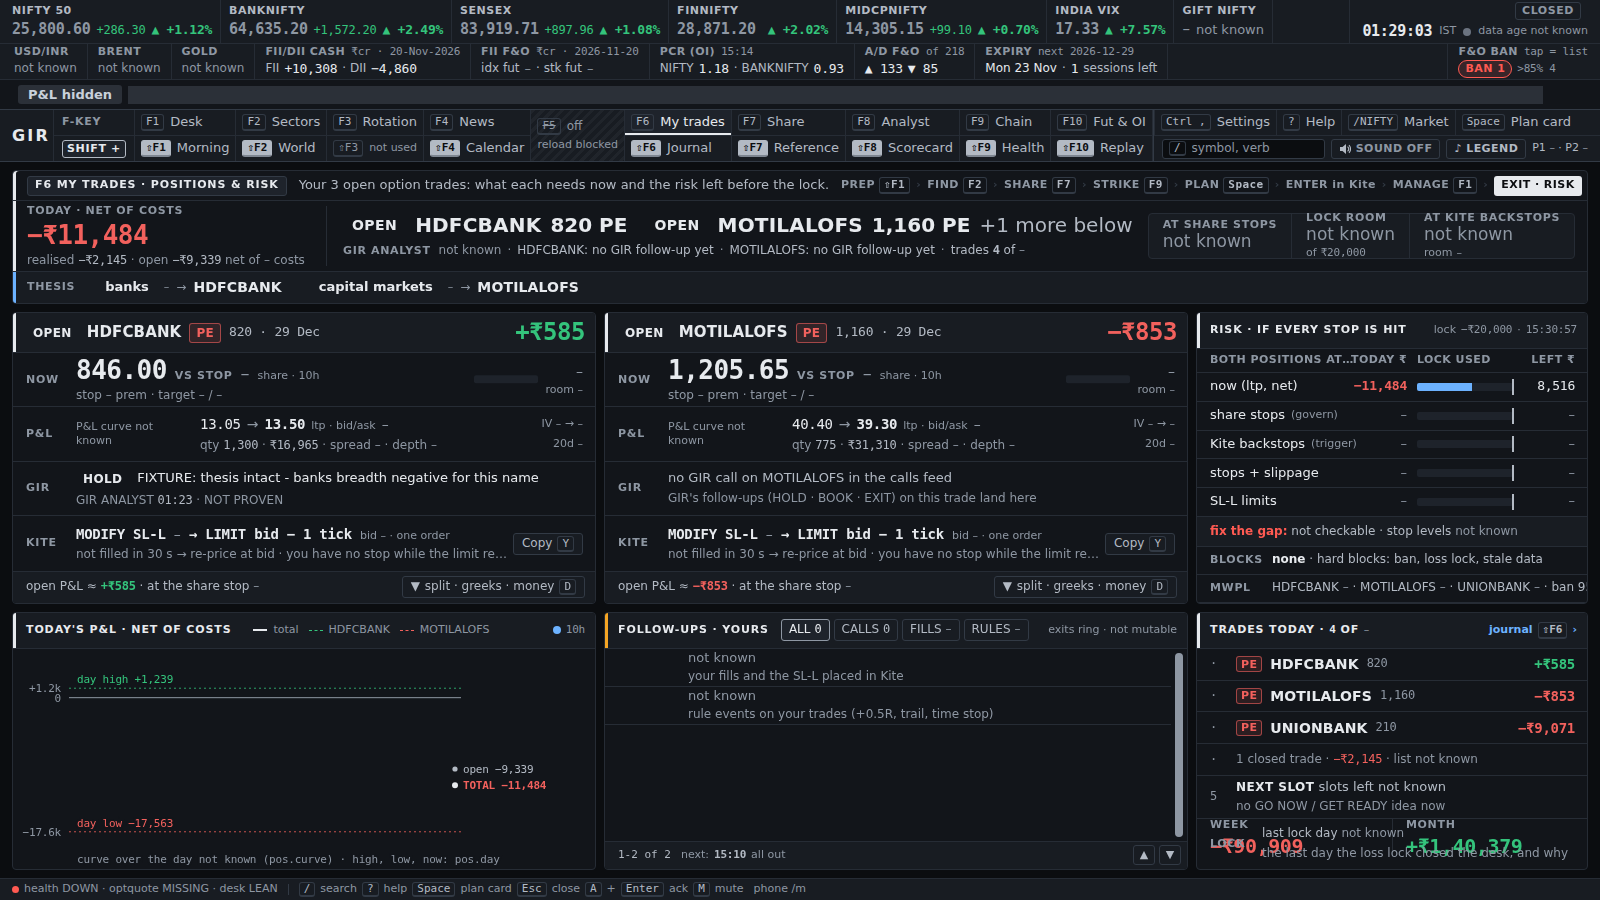 NIFTY 50 BANKNIFTY SENSEX FINNIFTY MIDCPNIFTY INDIA VIX GIFT NIFTY CLOSED
25,800.60 +286.30 ▲ +1.12% 64,635.20 +1,572.20 ▲ +2.49% 83,919.71 +897.96 ▲ +1.08% 28,871.20 ▲ +2.02% 14,305.15 +99.10 ▲ +0.70% 17.33 ▲ +7.57% – not known 01:29:03 IST data age not known
USD/INR BRENT GOLD FII/DII CASH ₹cr · 20-Nov-2026 FII F&O ₹cr · 2026-11-20 PCR (OI) 15:14 A/D F&O of 218 EXPIRY next 2026-12-29 F&O BAN tap = list
not known not known not known FII +10,308 · DII −4,860 idx fut – · stk fut – NIFTY 1.18 · BANKNIFTY 0.93 ▲ 133 ▼ 85 Mon 23 Nov · 1 sessions left BAN 1 >85% 4
P&L hidden
GIR F-KEY F1 Desk F2 Sectors F3 Rotation F4 News F5 off F6 My trades F7 Share F8 Analyst F9 Chain F10 Fut & OI Ctrl , Settings ? Help /NIFTY Market Space Plan card
SHIFT + ⇧F1 Morning ⇧F2 World ⇧F3 not used ⇧F4 Calendar reload blocked ⇧F6 Journal ⇧F7 Reference ⇧F8 Scorecard ⇧F9 Health ⇧F10 Replay / symbol, verb SOUND OFF ♪ LEGEND P1 – · P2 –
F6 MY TRADES · POSITIONS & RISK Your 3 open option trades: what each needs now and the risk left before the lock. PREP ⇧F1 › FIND F2 › SHARE F7 › STRIKE F9 › PLAN Space › ENTER in Kite › MANAGE F1 › EXIT · RISK
TODAY · NET OF COSTS
−₹11,484
realised −₹2,145 · open −₹9,339 net of – costs
OPEN HDFCBANK 820 PE OPEN MOTILALOFS 1,160 PE +1 more below
GIR ANALYST not known · HDFCBANK: no GIR follow-up yet · MOTILALOFS: no GIR follow-up yet · trades 4 of –
AT SHARE STOPS
not known
LOCK ROOM
not known
of ₹20,000
AT KITE BACKSTOPS
not known
room –
THESIS banks – → HDFCBANK capital markets – → MOTILALOFS
OPEN HDFCBANK PE 820 · 29 Dec +₹585
NOW 846.00 VS STOP – share · 10h –
stop – prem · target – / – room –
P&L P&L curve not known 13.05 → 13.50 ltp · bid/ask – IV – → –
qty 1,300 · ₹16,965 · spread – · depth – 20d –
GIR HOLD FIXTURE: thesis intact - banks breadth negative for this name
GIR ANALYST 01:23 · NOT PROVEN
KITE MODIFY SL-L – → LIMIT bid − 1 tick bid – · one order Copy Y
not filled in 30 s → re-price at bid · you have no stop while the limit re…
open P&L ≈ +₹585 · at the share stop – ▼ split · greeks · money D
OPEN MOTILALOFS PE 1,160 · 29 Dec −₹853
NOW 1,205.65 VS STOP – share · 10h –
stop – prem · target – / – room –
P&L P&L curve not known 40.40 → 39.30 ltp · bid/ask – IV – → –
qty 775 · ₹31,310 · spread – · depth – 20d –
GIR no GIR call on MOTILALOFS in the calls feed
GIR's follow-ups (HOLD · BOOK · EXIT) on this trade land here
KITE MODIFY SL-L – → LIMIT bid − 1 tick bid – · one order Copy Y
not filled in 30 s → re-price at bid · you have no stop while the limit re…
open P&L ≈ −₹853 · at the share stop – ▼ split · greeks · money D
RISK · IF EVERY STOP IS HIT lock −₹20,000 · 15:30:57
BOTH POSITIONS AT… TODAY ₹ LOCK USED LEFT ₹
now (ltp, net) −11,484 8,516
share stops (govern) – –
Kite backstops (trigger) – –
stops + slippage – –
SL-L limits – –
fix the gap: not checkable · stop levels not known
BLOCKS none · hard blocks: ban, loss lock, stale data
MWPL HDFCBANK – · MOTILALOFS – · UNIONBANK – · ban 9
TODAY'S P&L · NET OF COSTS total HDFCBANK MOTILALOFS 10h
day high +1,239
+1.2k
0
open −9,339
TOTAL −11,484
day low −17,563
−17.6k
curve over the day not known (pos.curve) · high, low, now: pos.day
FOLLOW-UPS · YOURS ALL 0 CALLS 0 FILLS – RULES – exits ring · not mutable
not known
your fills and the SL-L placed in Kite
not known
rule events on your trades (+0.5R, trail, time stop)
1-2 of 2 next: 15:10 all out ▲ ▼
TRADES TODAY · 4 OF – journal ⇧F6 ›
· PE HDFCBANK 820 +₹585
· PE MOTILALOFS 1,160 −₹853
· PE UNIONBANK 210 −₹9,071
· 1 closed trade · −₹2,145 · list not known
5 NEXT SLOT slots left not known
no GO NOW / GET READY idea now
WEEK MONTH
last lock day not known
LOCK −₹90,909 +₹1,40,379
the last day the loss lock closed the desk, and why
health DOWN · optquote MISSING · desk LEAN / search ? help Space plan card Esc close A + Enter ack M mute phone /m